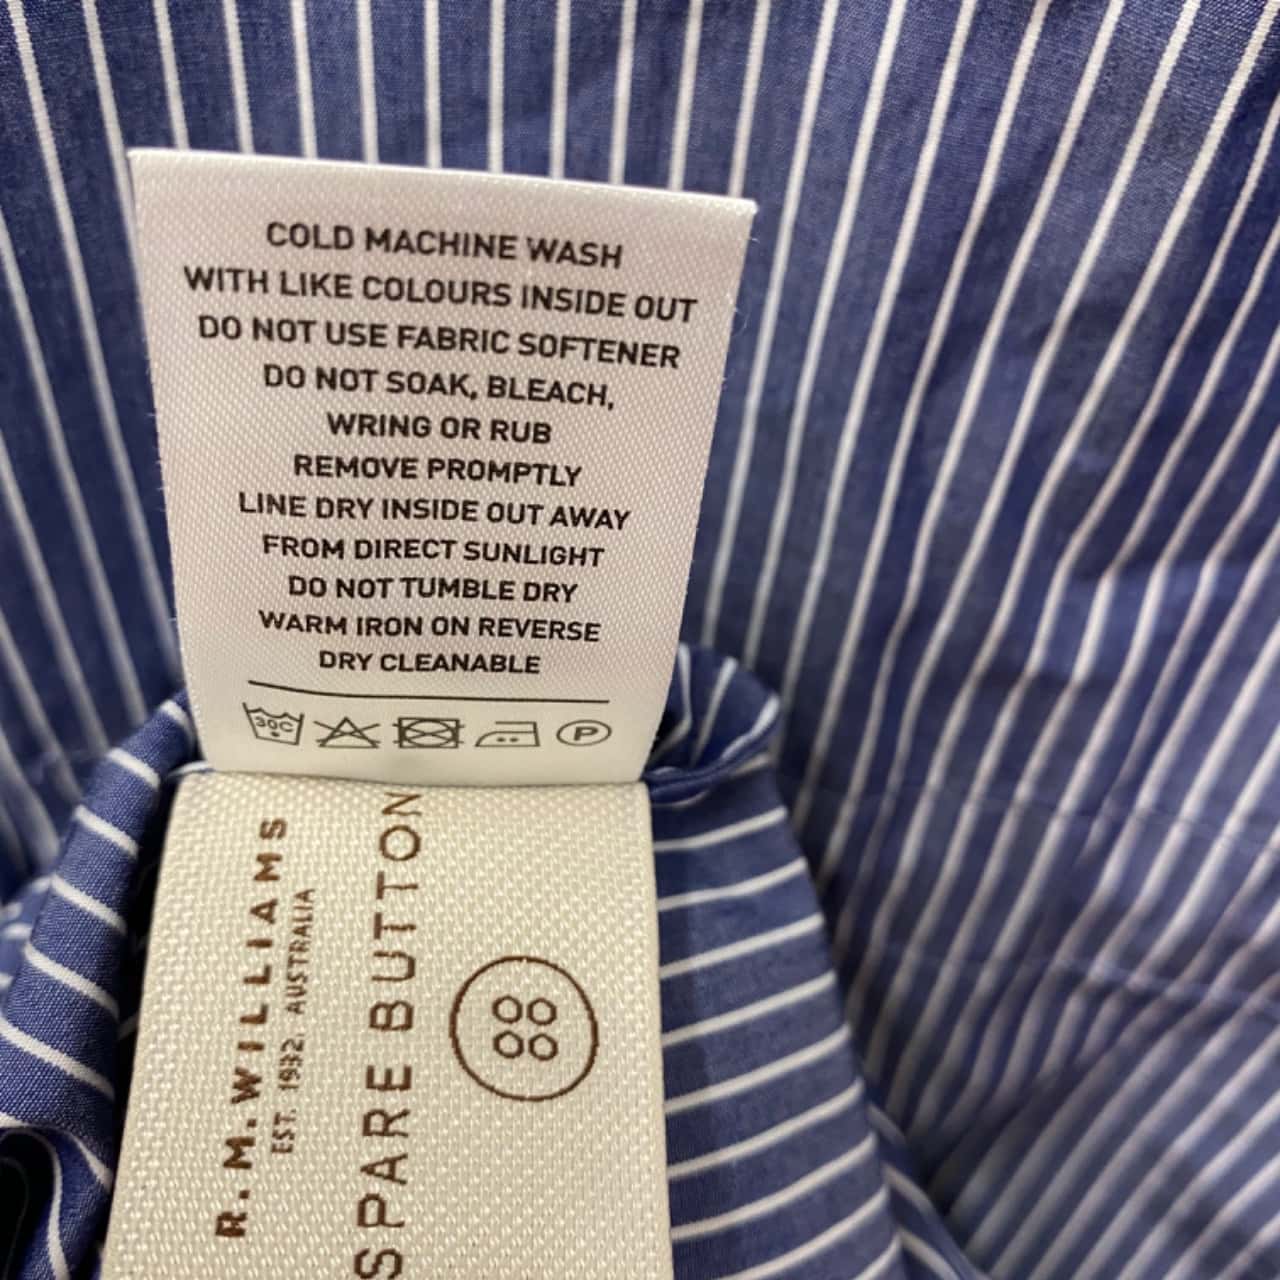 COLD MACHINE WASH
WITH LIKE COLOURS INSIDE OUT
DO NOT USE FABRIC SOFTENER
DO NOT SOAK, BLEACH,
WRING OR RUB
REMOVE PROMPTLY
LINE DRY INSIDE OUT AWAY
FROM DIRECT SUNLIGHT
DO NOT TUMBLE DRY
WARM IRON ON REVERSE
DRY CLEANABLE
30C
P
R.M.WILLIAMS
EST. 1932. AUSTRALIA
SPARE BUTTON